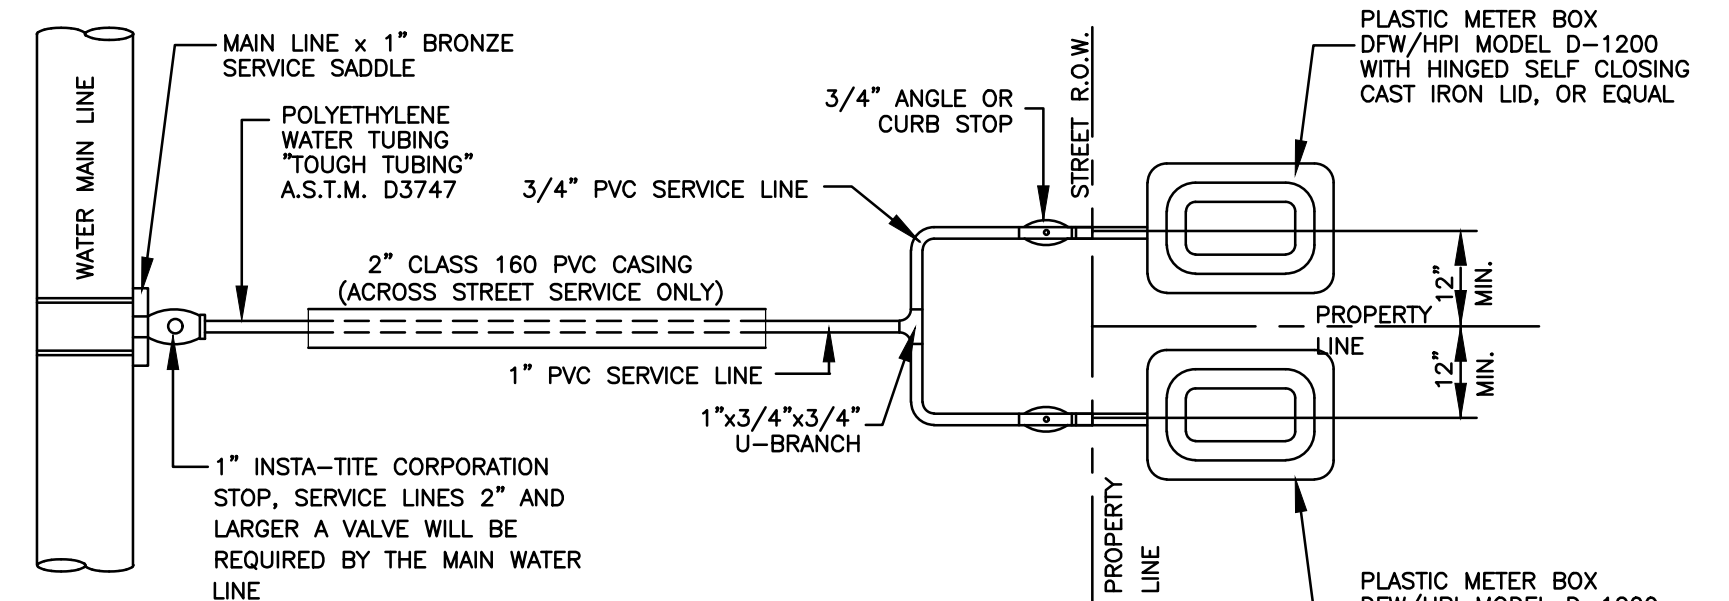 WATER MAIN LINE
MAIN LINE x 1" BRONZE
SERVICE SADDLE
POLYETHYLENE
WATER TUBING
"TOUGH TUBING"
A.S.T.M. D3747
3/4" PVC SERVICE LINE
2" CLASS 160 PVC CASING
(ACROSS STREET SERVICE ONLY)
1" PVC SERVICE LINE
1"x3/4"x3/4"
U-BRANCH
1" INSTA-TITE CORPORATION
STOP, SERVICE LINES 2" AND
LARGER A VALVE WILL BE
REQUIRED BY THE MAIN WATER
LINE
3/4" ANGLE OR
CURB STOP
STREET R.O.W.
PLASTIC METER BOX
DFW/HPI MODEL D-1200
WITH HINGED SELF CLOSING
CAST IRON LID, OR EQUAL
12"
MIN.
PROPERTY
LINE
12"
MIN.
PROPERTY
LINE
PLASTIC METER BOX
DFW/HPI MODEL D-1200